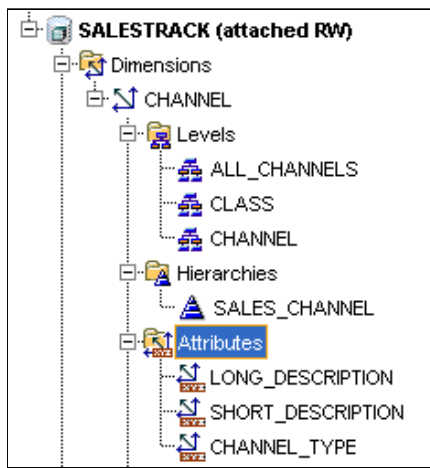 SALESTRACK (attached RW)
Dimensions
CHANNEL
Levels
ALL_CHANNELS
CLASS
CHANNEL
Hierarchies
SALES_CHANNEL
Attributes
LONG_DESCRIPTION
SHORT_DESCRIPTION
CHANNEL_TYPE